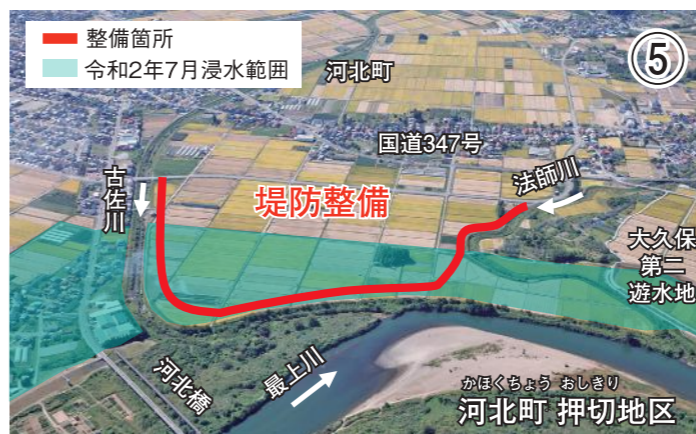 整備箇所
令和2年7月浸水範囲
⑤
河北町
国道347号
古佐川
法師川
堤防整備
大久保
第二
遊水地
河北橋
最上川
かほくちょう おしきり
河北町 押切地区